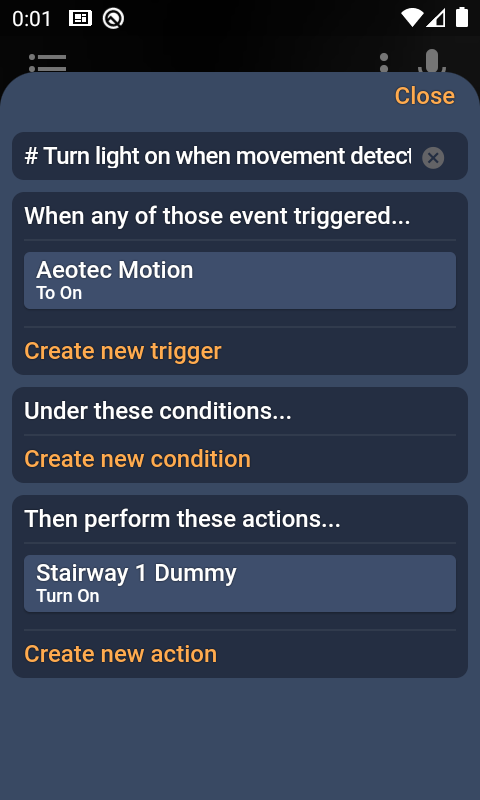 0:01
Close
# Turn light on when movement detect
When any of those event triggered...
Aeotec Motion
To On
Create new trigger
Under these conditions...
Create new condition
Then perform these actions...
Stairway 1 Dummy
Turn On
Create new action